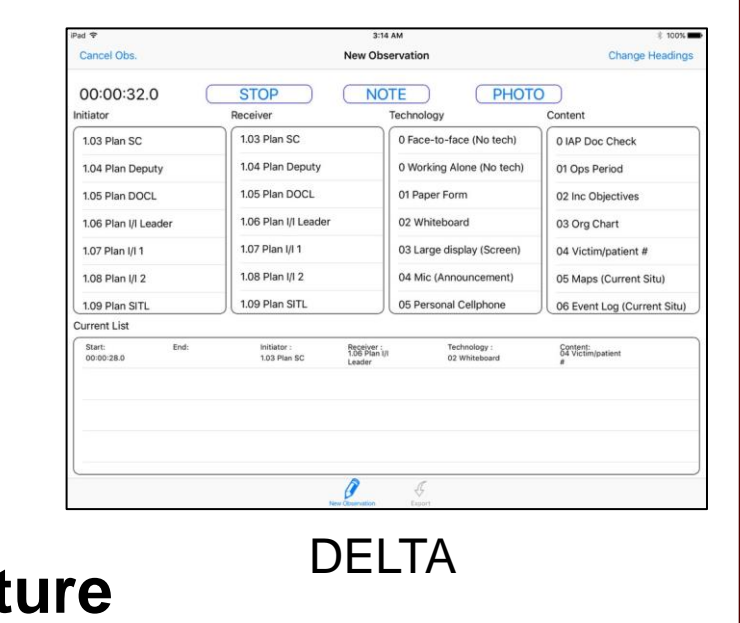 iPad 3:14 AM 100%
Cancel Obs. New Observation Change Headings
00:00:32.0 STOP NOTE PHOTO
Initiator Receiver Technology Content
1.03 Plan SC 1.03 Plan SC 0 Face-to-face (No tech) 0 IAP Doc Check
1.04 Plan Deputy 1.04 Plan Deputy 0 Working Alone (No tech) 01 Ops Period
1.05 Plan DOCL 1.05 Plan DOCL 01 Paper Form 02 Inc Objectives
1.06 Plan I/I Leader 1.06 Plan I/I Leader 02 Whiteboard 03 Org Chart
1.07 Plan I/I 1 1.07 Plan I/I 1 03 Large display (Screen) 04 Victim/patient #
1.08 Plan I/I 2 1.08 Plan I/I 2 04 Mic (Announcement) 05 Maps (Current Situ)
1.09 Plan SITL 1.09 Plan SITL 05 Personal Cellphone 06 Event Log (Current Situ)
Current List
Start: End: Initiator : Receiver : Technology : Content:
00:00:28.0 1.03 Plan SC 1.06 Plan I/I 02 Whiteboard 04 Victim/patient
Leader #
New Observation Export
DELTA
ture